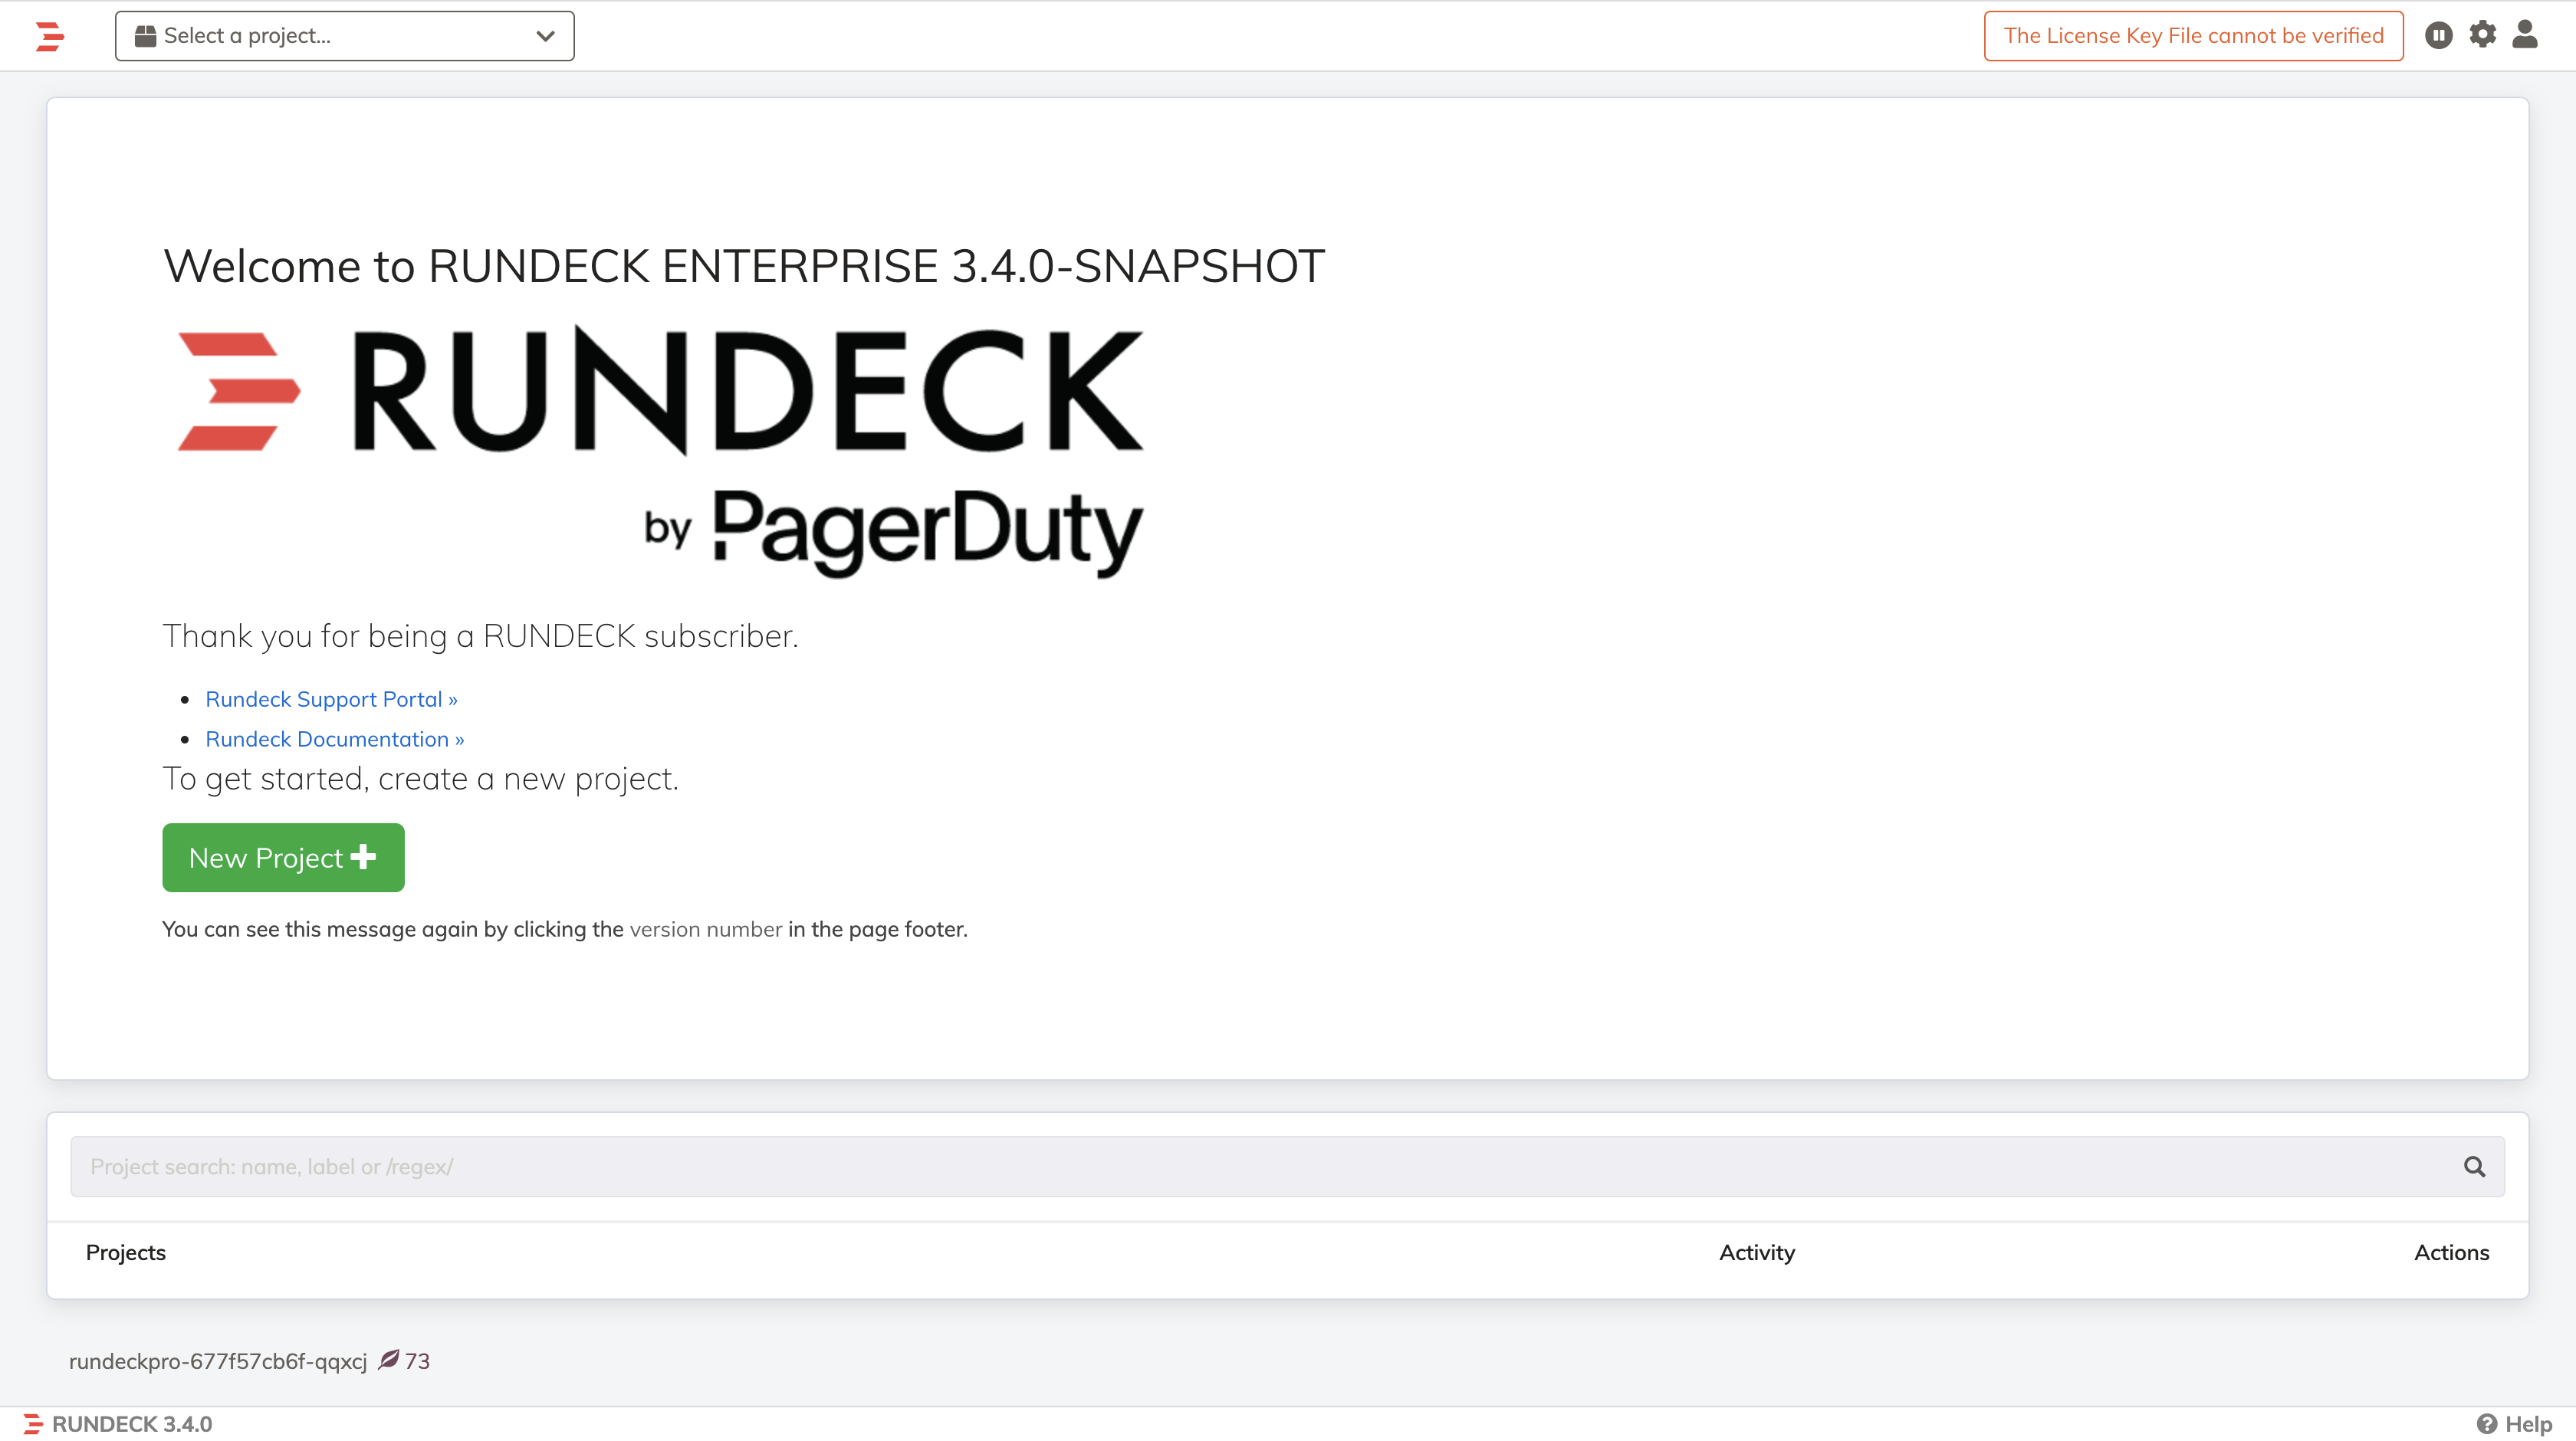 Select a project...
The License Key File cannot be verified
Welcome to RUNDECK ENTERPRISE 3.4.0-SNAPSHOT
RUNDECK
by PagerDuty
Thank you for being a RUNDECK subscriber.
Rundeck Support Portal »
Rundeck Documentation »
To get started, create a new project.
New Project
You can see this message again by clicking the version number in the page footer.
Project search: name, label or /regex/
Projects Activity Actions
rundeckpro-677f57cb6f-qqxcj 73
RUNDECK 3.4.0 Help